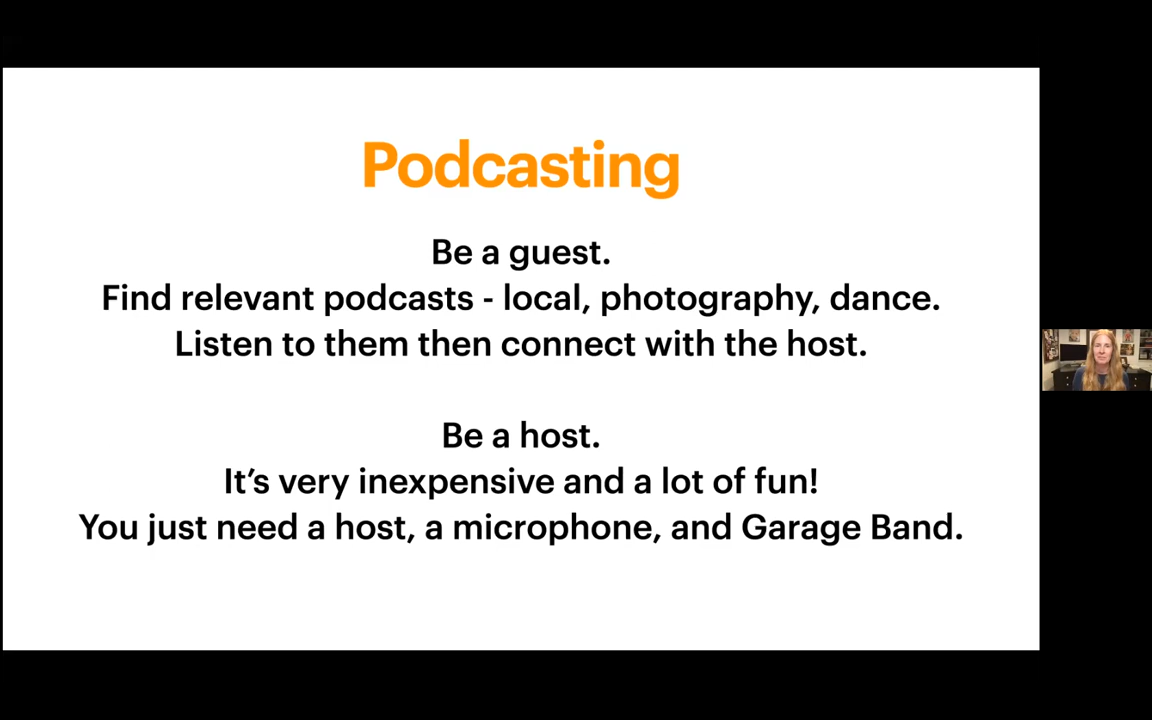 Podcasting
Be a guest.
Find relevant podcasts - local, photography, dance.
Listen to them then connect with the host.
Be a host.
It’s very inexpensive and a lot of fun!
You just need a host, a microphone, and Garage Band.